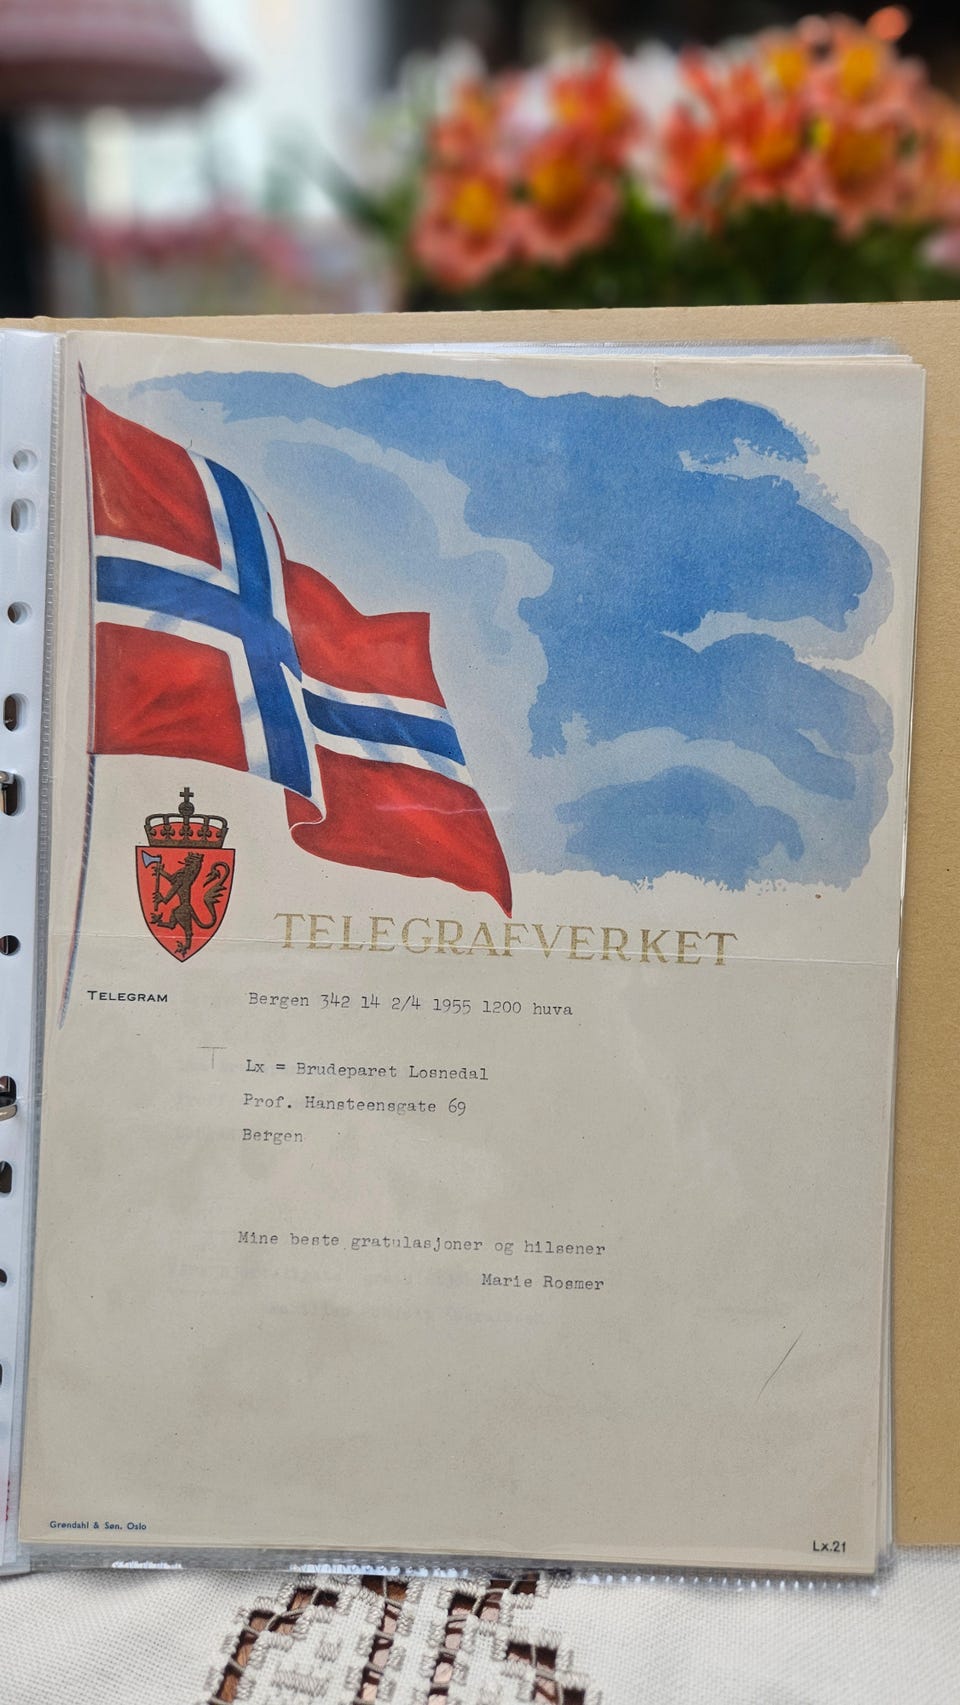 TELEGRAFVERKET
TELEGRAM
Bergen 342 14 2/4 1955 1200 huva
T
Lx = Brudeparet Losnedal
Prof. Hansteensgate 69
Bergen
Mine beste gratulasjoner og hilsener
Marie Rosmer
Grøndahl & Søn, Oslo
Lx.21